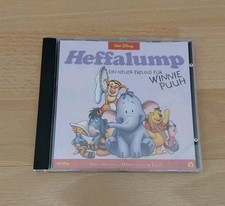 Walt Disney
Heffalump
EIN NEUER FREUND FÜR
WINNIE
PUUH